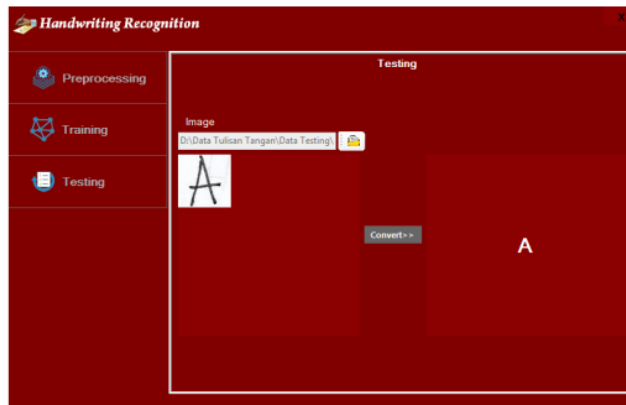 Handwriting Recognition
X
Testing
Preprocessing
Training
Testing
Image
D:\Data Tulisan Tangan\Data Testing\
A
Convert>>
A